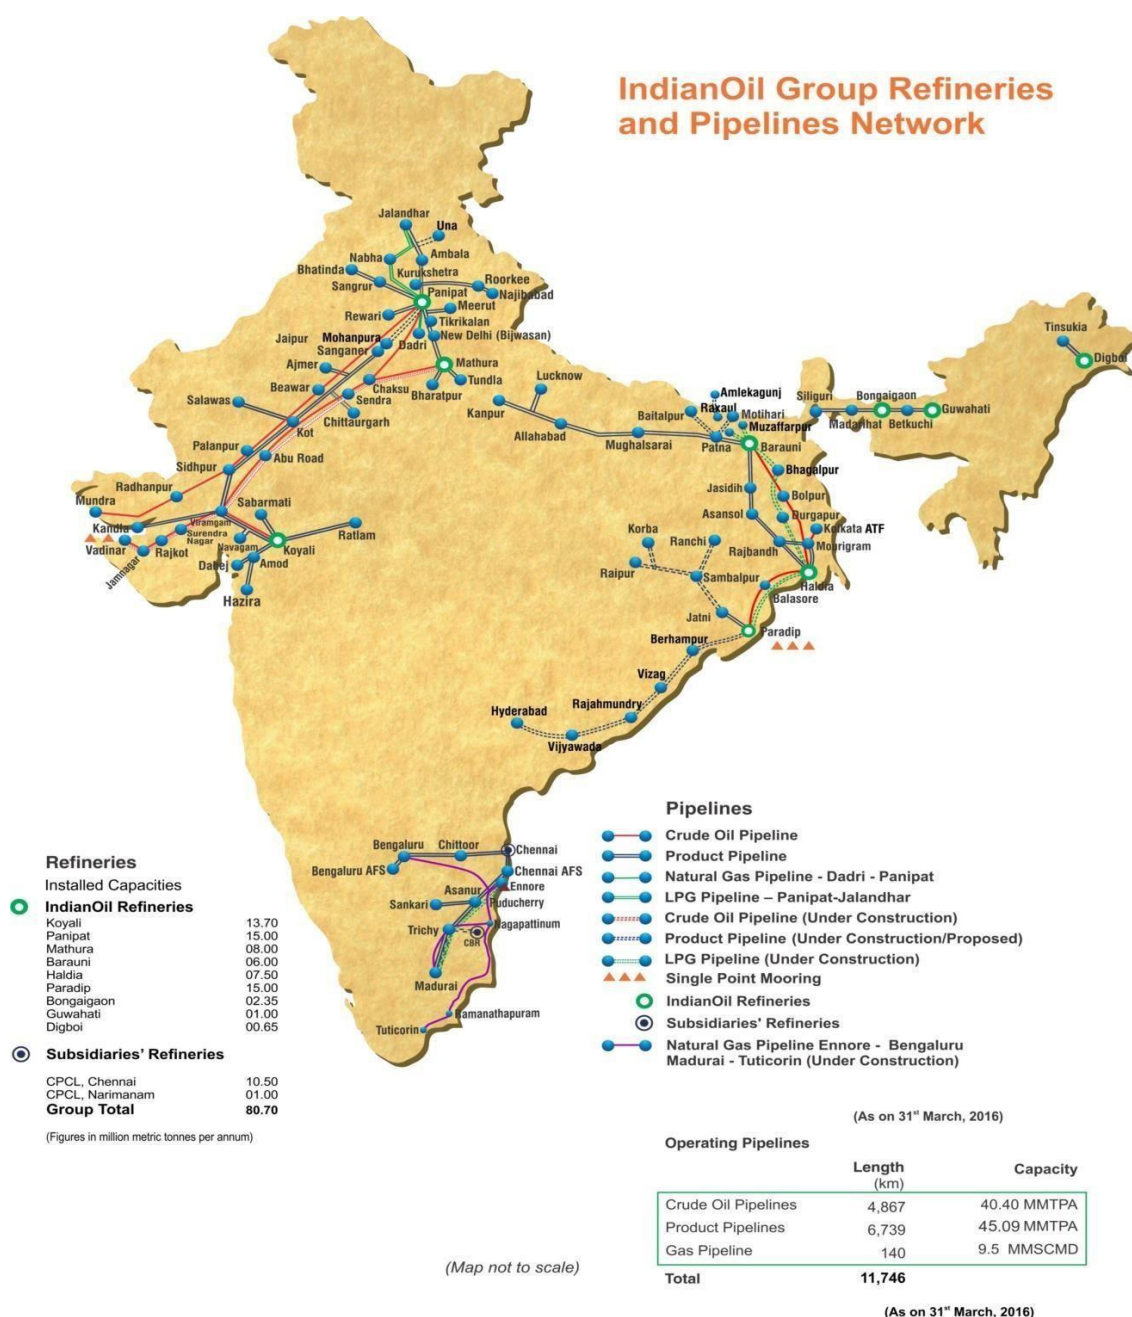 IndianOil Group Refineries
and Pipelines Network
Jalandhar
Una
Nabha
Ambala
Bhatinda
Kurukshetra
Roorkee
Sangrur
Najibabad
Panipat
Meerut
Rewari
Tikrikalan
Jaipur
Mohanpura
New Delhi (Bijwasan)
Sanganer
Dadri
Mathura
Ajmer
Tundla
Beawar
Chaksu
Bharatpur
Sendra
Salawas
Chittaurgarh
Kot
Palanpur
Sidhpur
Abu Road
Radhanpur
Mundra
Sabarmati
Kandla
Viramgam
Surendra
Nagar
Navagam
Koyali
Ratlam
Vadinar
Jamnagar
Rajkot
Dahej
Amod
Hazira
Lucknow
Kanpur
Allahabad
Mughalsarai
Baitalpur
Amlekagunj
Raxaul
Motihari
Muzaffarpur
Patna
Barauni
Siliguri
Madarihat
Bongaigaon
Betkuchi
Guwahati
Tinsukia
Digboi
Bhagalpur
Jasidih
Bolpur
Asansol
Durgapur
Kolkata ATF
Rajbandh
Mourigram
Korba
Ranchi
Raipur
Sambalpur
Haldia
Balasore
Jatni
Paradip
Berhampur
Vizag
Rajahmundry
Hyderabad
Vijyawada
Bengaluru
Chittoor
Chennai
Bengaluru AFS
Chennai AFS
Ennore
Asanur
Sankari
Puducherry
Trichy
Nagapattinum
CBR
Madurai
Ramanathapuram
Tuticorin
Refineries
Installed Capacities
IndianOil Refineries
Koyali 13.70
Panipat 15.00
Mathura 08.00
Barauni 06.00
Haldia 07.50
Paradip 15.00
Bongaigaon 02.35
Guwahati 01.00
Digboi 00.65
Subsidiaries' Refineries
CPCL, Chennai 10.50
CPCL, Narimanam 01.00
Group Total 80.70
(Figures in million metric tonnes per annum)
Pipelines
Crude Oil Pipeline
Product Pipeline
Natural Gas Pipeline - Dadri - Panipat
LPG Pipeline – Panipat-Jalandhar
Crude Oil Pipeline (Under Construction)
Product Pipeline (Under Construction/Proposed)
LPG Pipeline (Under Construction)
Single Point Mooring
IndianOil Refineries
Subsidiaries' Refineries
Natural Gas Pipeline Ennore - Bengaluru
Madurai - Tuticorin (Under Construction)
(As on 31st March, 2016)
Operating Pipelines
Length Capacity
(km)
Crude Oil Pipelines 4,867 40.40 MMTPA
Product Pipelines 6,739 45.09 MMTPA
Gas Pipeline 140 9.5 MMSCMD
Total 11,746
(Map not to scale)
(As on 31st March, 2016)